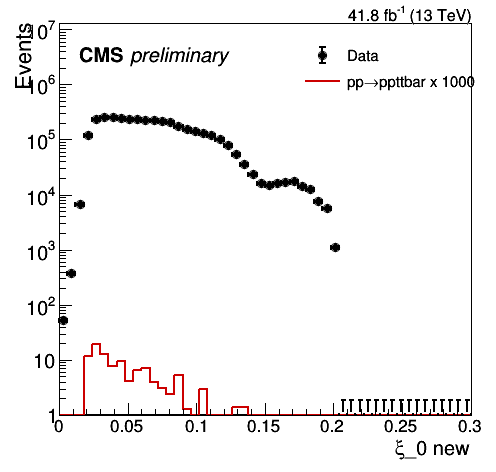 41.8 fb⁻¹ (13 TeV)
Events
CMS preliminary
Data
pp→ppttbar x 1000
10⁷
10⁶
10⁵
10⁴
10³
10²
10
1
0 0.05 0.1 0.15 0.2 0.25 0.3
ξ_0 new